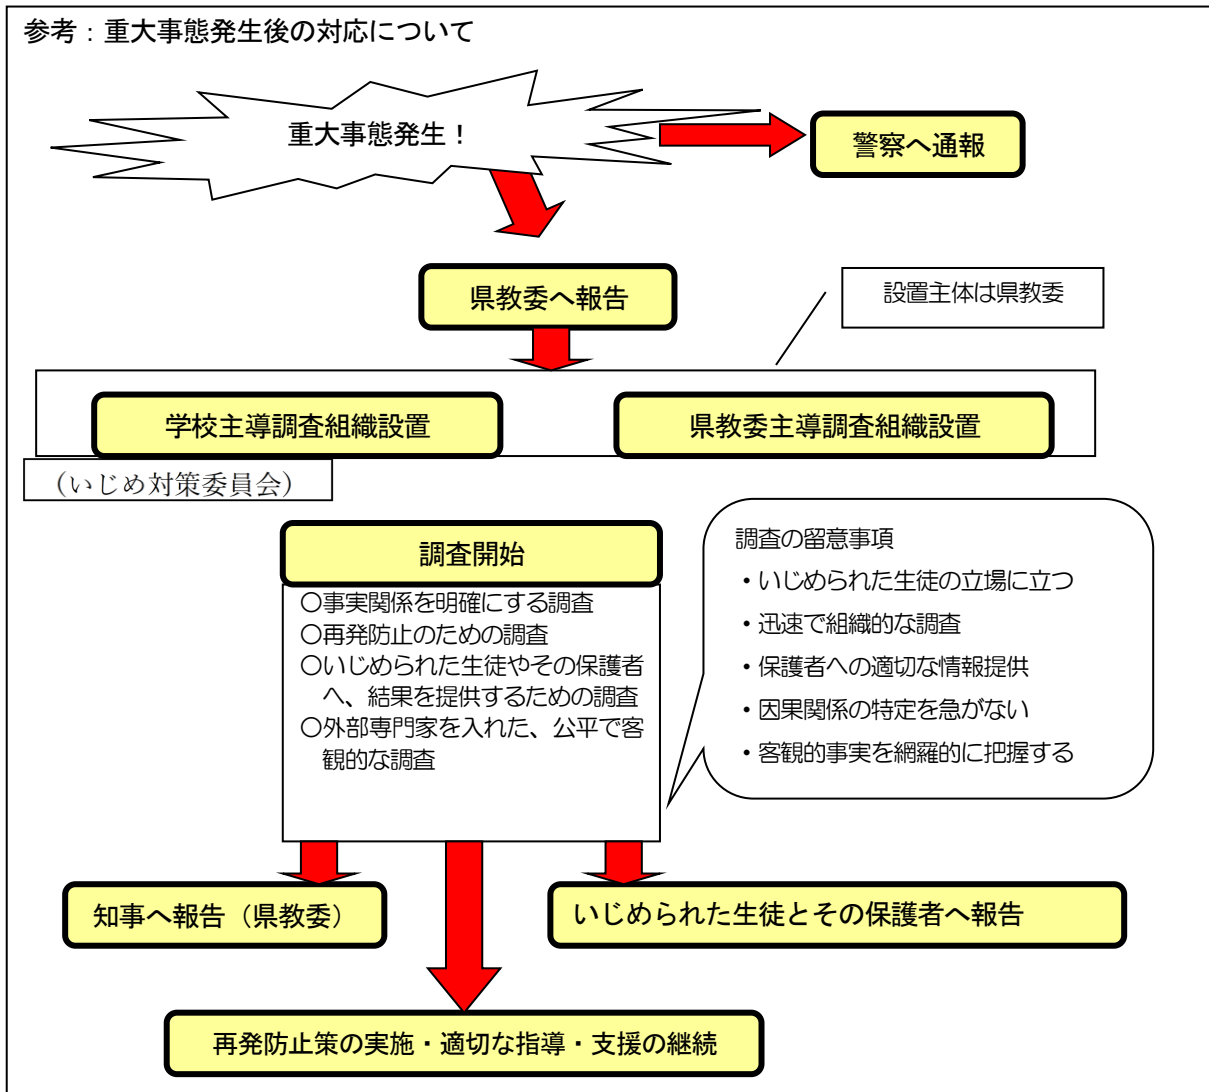 参考：重大事態発生後の対応について
重大事態発生！
警察へ通報
県教委へ報告
設置主体は県教委
学校主導調査組織設置
県教委主導調査組織設置
（いじめ対策委員会）
調査開始
〇事実関係を明確にする調査
〇再発防止のための調査
〇いじめられた生徒やその保護者
へ、結果を提供するための調査
〇外部専門家を入れた、公平で客
観的な調査
調査の留意事項
・いじめられた生徒の立場に立つ
・迅速で組織的な調査
・保護者への適切な情報提供
・因果関係の特定を急がない
・客観的事実を網羅的に把握する
知事へ報告（県教委）
いじめられた生徒とその保護者へ報告
再発防止策の実施・適切な指導・支援の継続